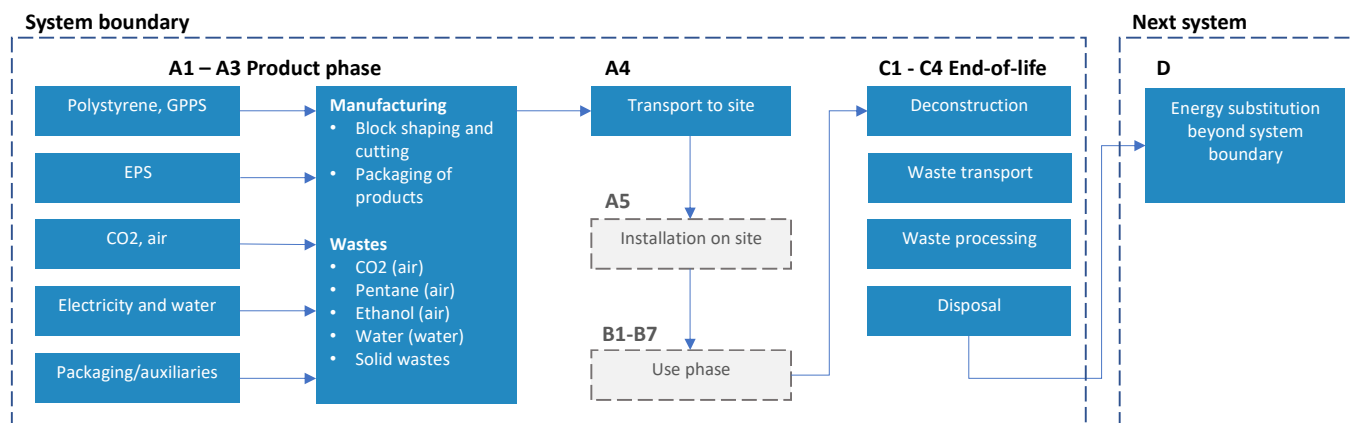 System boundary
Next system
A1 – A3 Product phase
Polystyrene, GPPS
EPS
CO2, air
Electricity and water
Packaging/auxiliaries
Manufacturing
• Block shaping and
cutting
• Packaging of
products
Wastes
• CO2 (air)
• Pentane (air)
• Ethanol (air)
• Water (water)
• Solid wastes
A4
Transport to site
A5
Installation on site
B1-B7
Use phase
C1 - C4 End-of-life
Deconstruction
Waste transport
Waste processing
Disposal
D
Energy substitution
beyond system
boundary